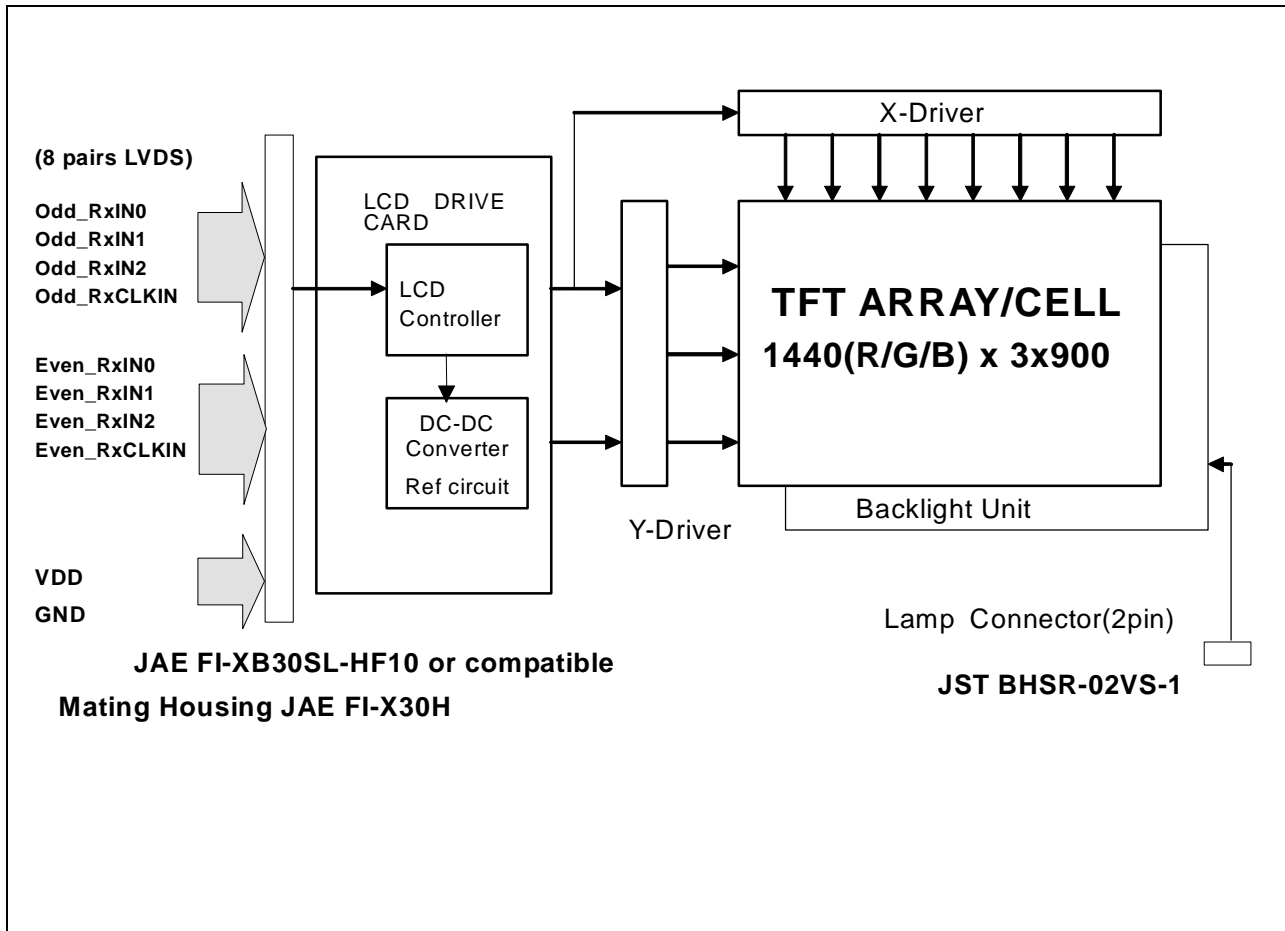 X-Driver
(8 pairs LVDS)
Odd_RxIN0
Odd_RxIN1
Odd_RxIN2
Odd_RxCLKIN
Even_RxIN0
Even_RxIN1
Even_RxIN2
Even_RxCLKIN
VDD
GND
LCD DRIVE
CARD
LCD
Controller
DC-DC
Converter
Ref circuit
Y-Driver
TFT ARRAY/CELL
1440(R/G/B) x 3x900
Backlight Unit
Lamp Connector(2pin)
JST BHSR-02VS-1
JAE FI-XB30SL-HF10 or compatible
Mating Housing JAE FI-X30H